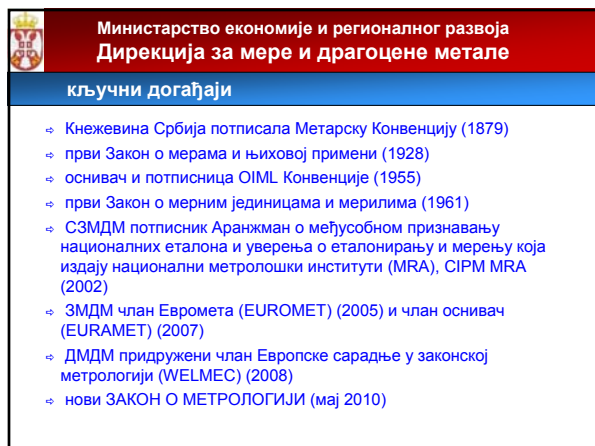 Министарство економије и регионалног развоја
Дирекција за мере и драгоцене метале
кључни догађаји
⇨ Кнежевина Србија потписала Метарску Конвенцију (1879)
⇨ први Закон о мерама и њиховој примени (1928)
⇨ оснивач и потписница OIML Конвенције (1955)
⇨ први Закон о мерним јединицама и мерилима (1961)
⇨ СЗМДМ потписник Аранжман о међусобном признавању
националних еталона и уверења о еталонирању и мерењу која
издају национални метролошки институти (MRA), CIPM MRA
(2002)
⇨ ЗМДМ члан Евромета (EUROMET) (2005) и члан оснивач
(EURAMET) (2007)
⇨ ДМДМ придружени члан Европске сарадње у законској
метрологији (WELMEC) (2008)
⇨ нови ЗАКОН О МЕТРОЛОГИЈИ (мај 2010)